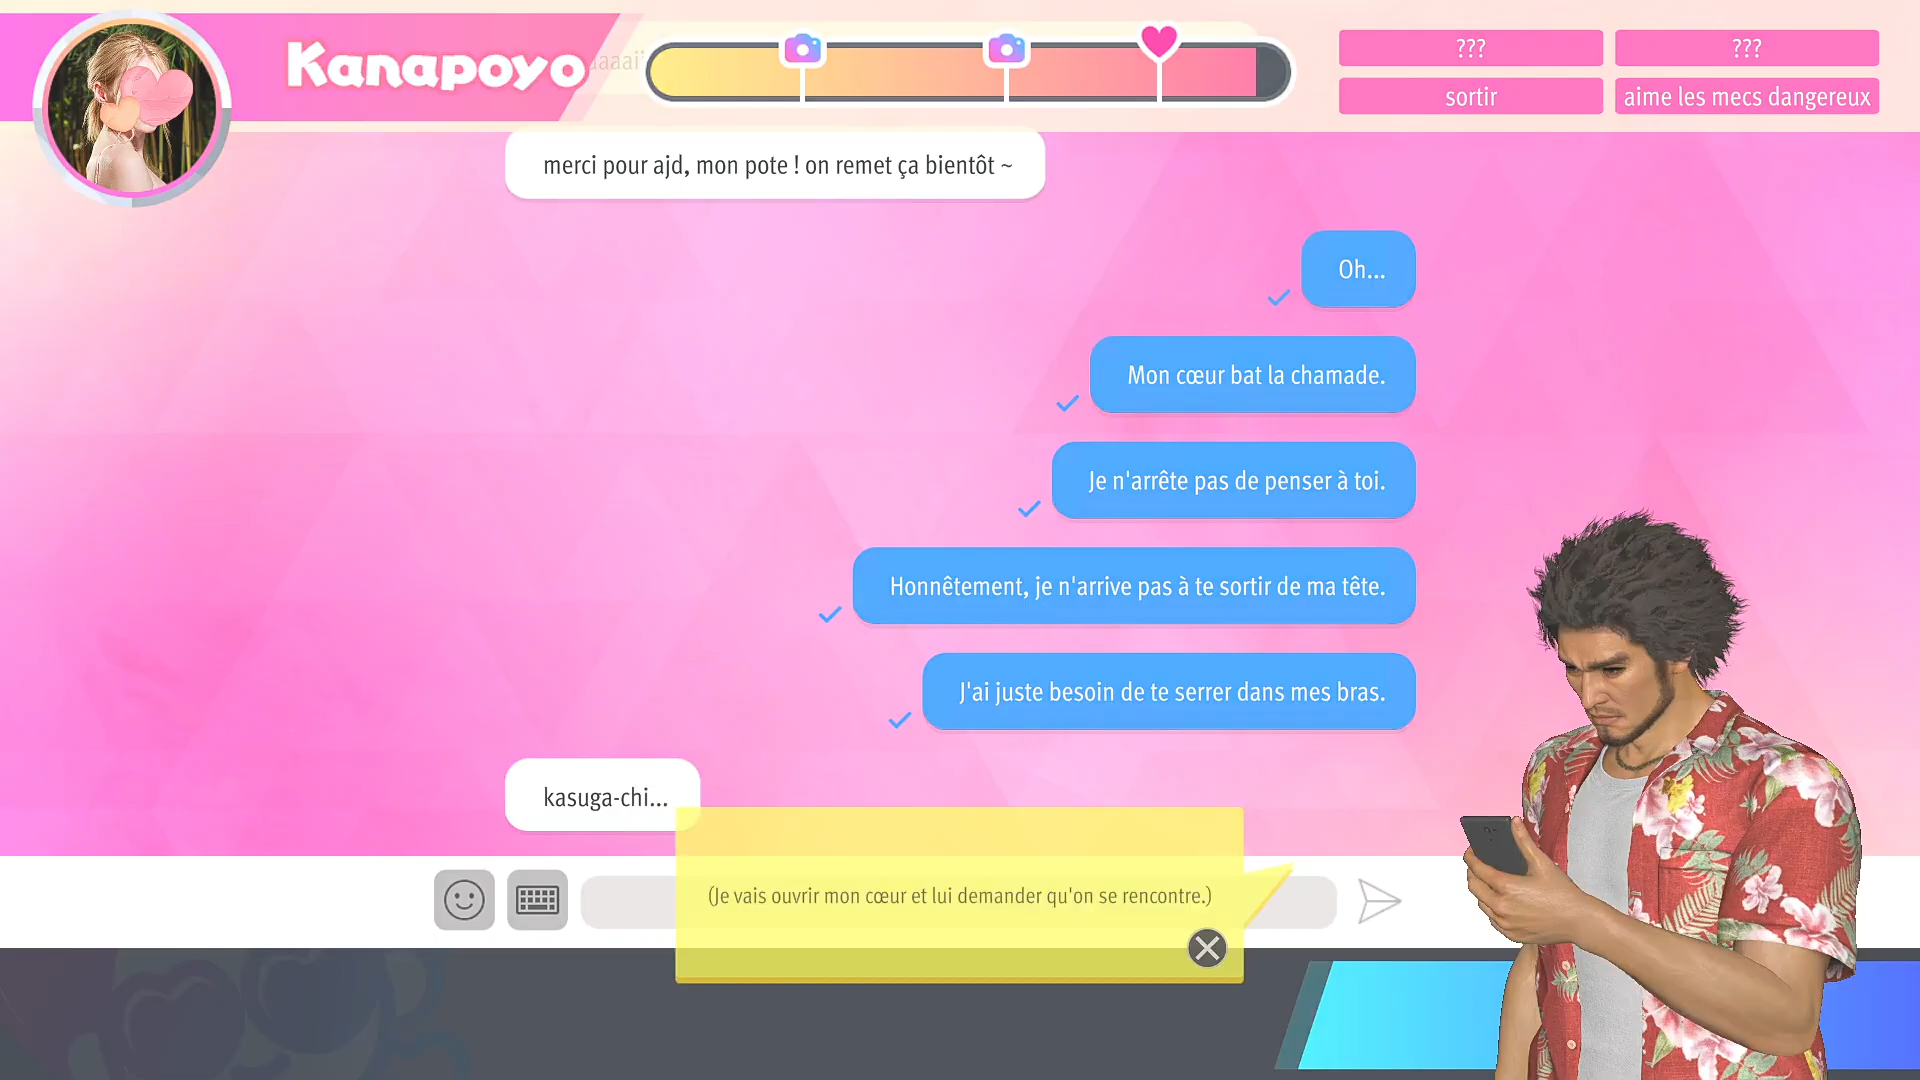 Kanapoyo
???
???
sortir
aime les mecs dangereux
merci pour ajd, mon pote ! on remet ça bientôt ~
Oh...
Mon cœur bat la chamade.
Je n'arrête pas de penser à toi.
Honnêtement, je n'arrive pas à te sortir de ma tête.
J'ai juste besoin de te serrer dans mes bras.
kasuga-chi...
(Je vais ouvrir mon cœur et lui demander qu'on se rencontre.)